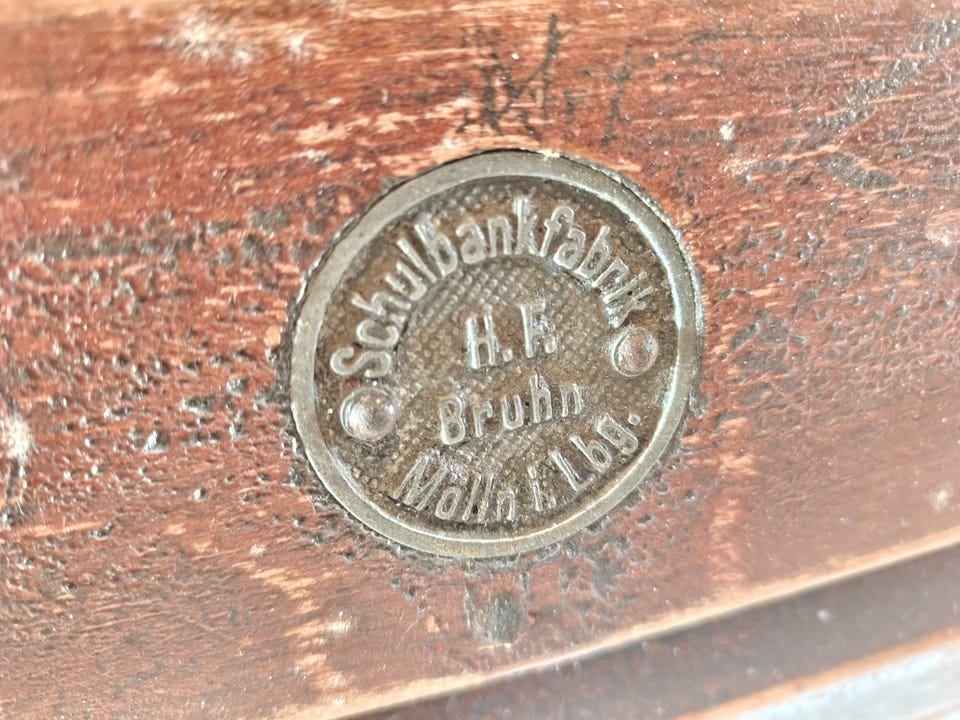 Schulbankfabrik
H. F.
Bruhn
Mölln i. Lbg.